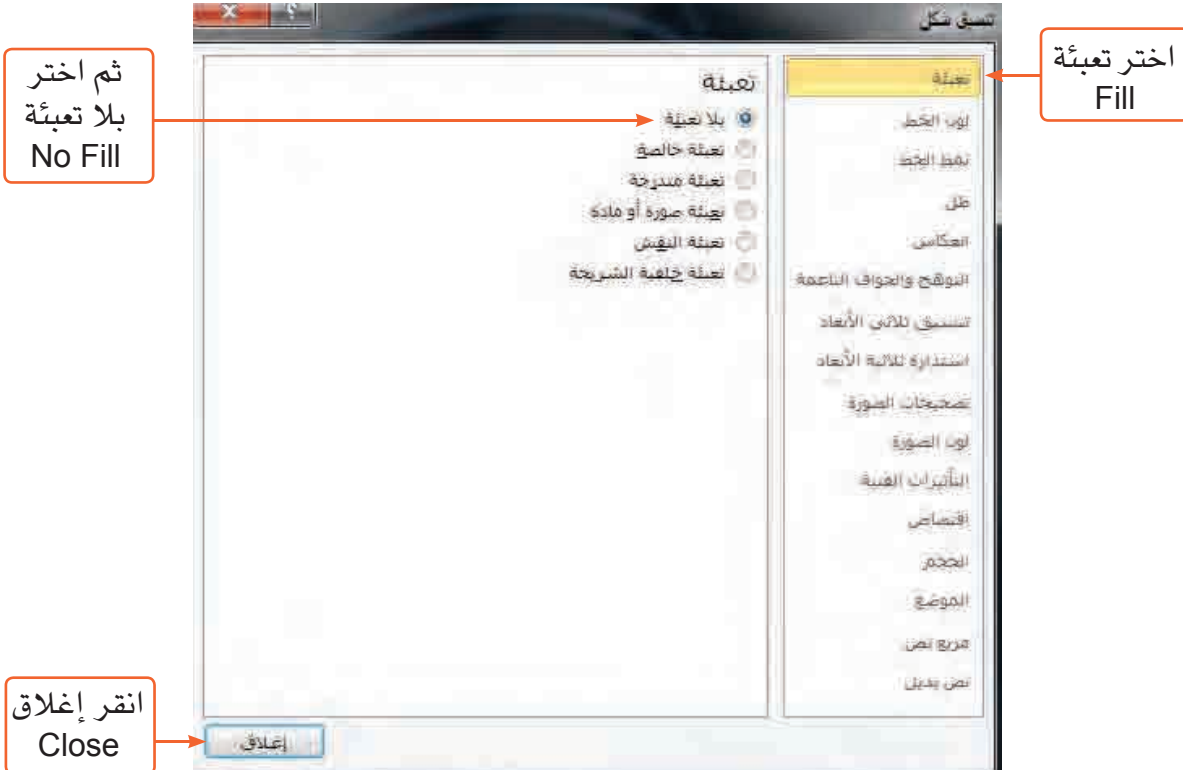 تنسيق شكل
اختر تعبئة
Fill
تعبئة
لون الخط
نمط الخط
ظل
انعكاس
التوهج والحواف الناعمة
تنسيق ثلاثي الأبعاد
استدارة ثلاثية الأبعاد
تصحيحات الصورة
لون الصورة
التأثيرات الفنية
اقتصاص
الحجم
الموضع
مربع نص
نص بديل
تعبئة
بلا تعبئة
تعبئة خالصة
تعبئة متدرجة
تعبئة صورة أو مادة
تعبئة النقش
تعبئة خلفية الشريحة
ثم اختر
بلا تعبئة
No Fill
انقر إغلاق
Close
إغلاق